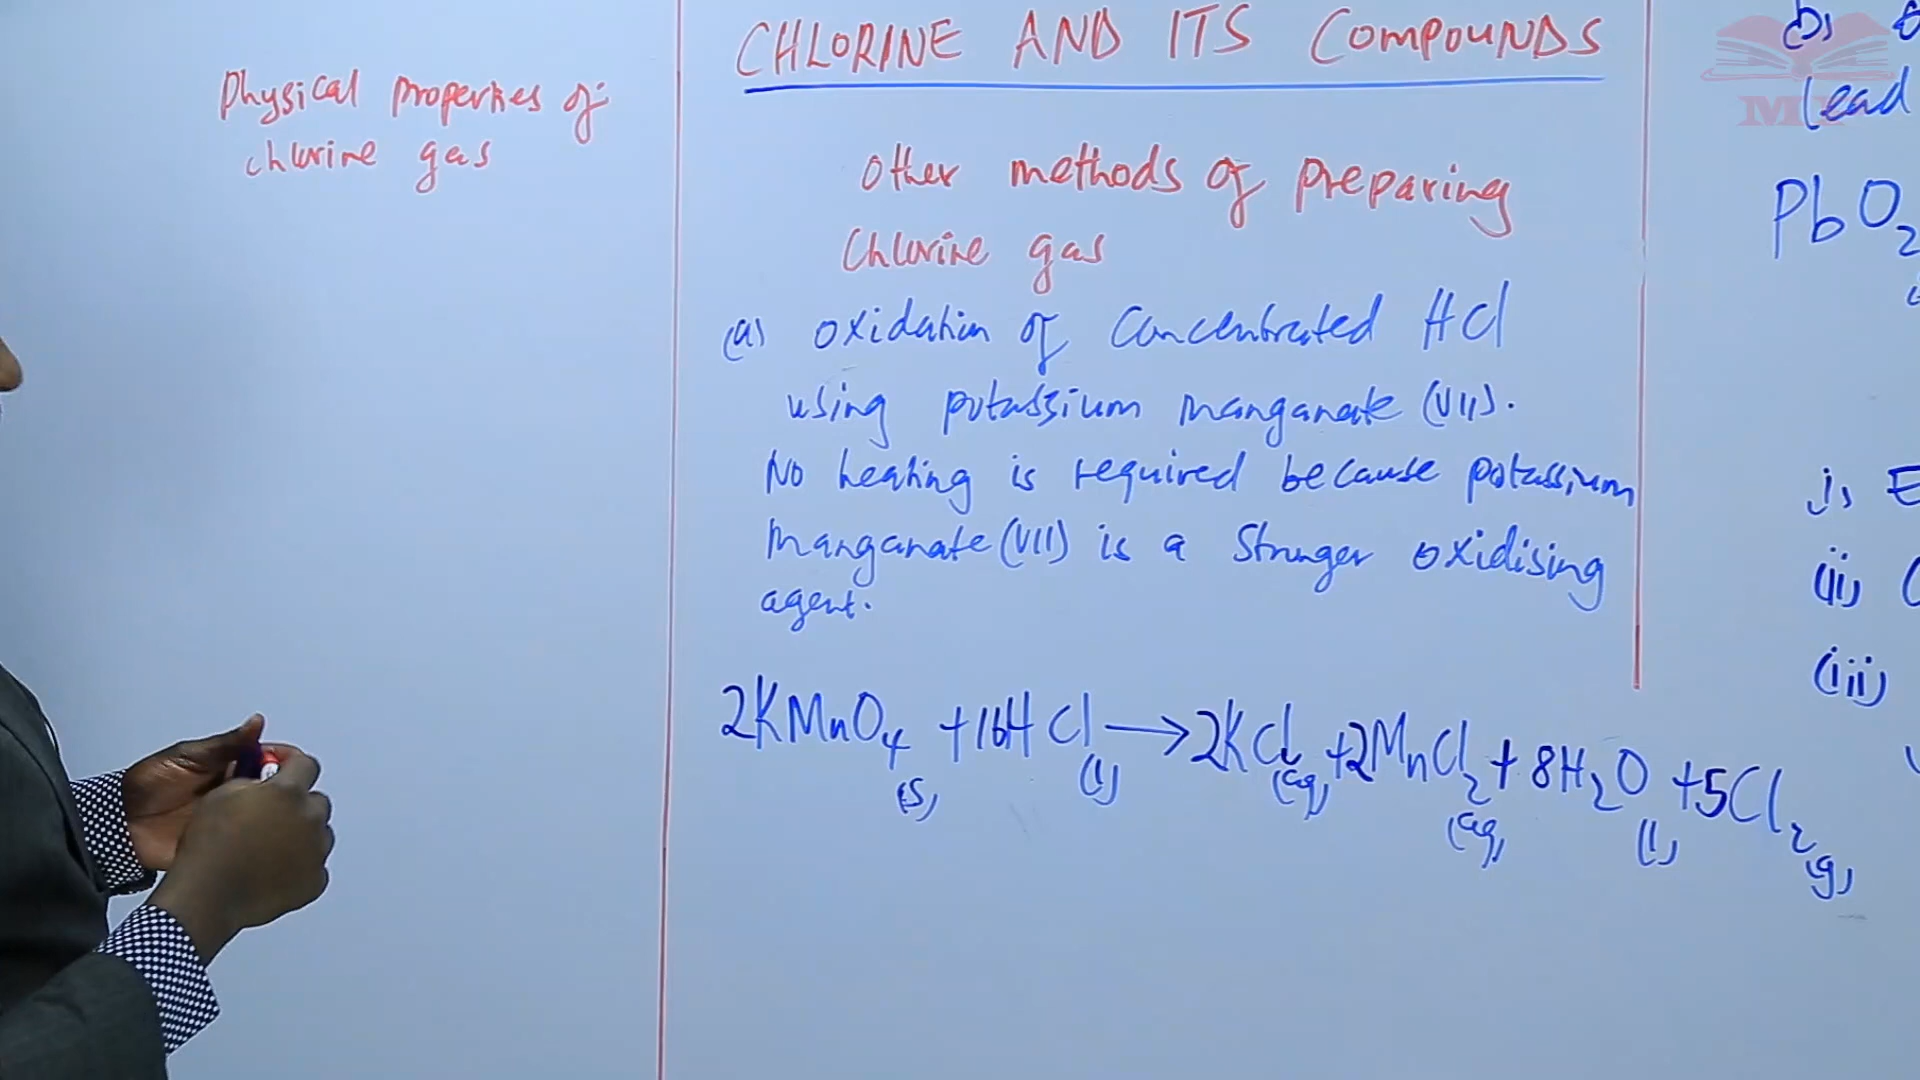 Physical properties of
chlorine gas
CHLORINE AND ITS COMPOUNDS
Other methods of preparing
Chlorine gas
(a) oxidation of Concentrated HCl
using potassium manganate (VII).
No heating is required because potassium
Manganate (VII) is a Stronger oxidising
agent.
2KMnO₄(s) + 16HCl(l) → 2KCl(aq) + 2MnCl₂(aq) + 8H₂O(l) + 5Cl₂(g)
b)
lead
PbO₂
i) E
(ii)
(iii)